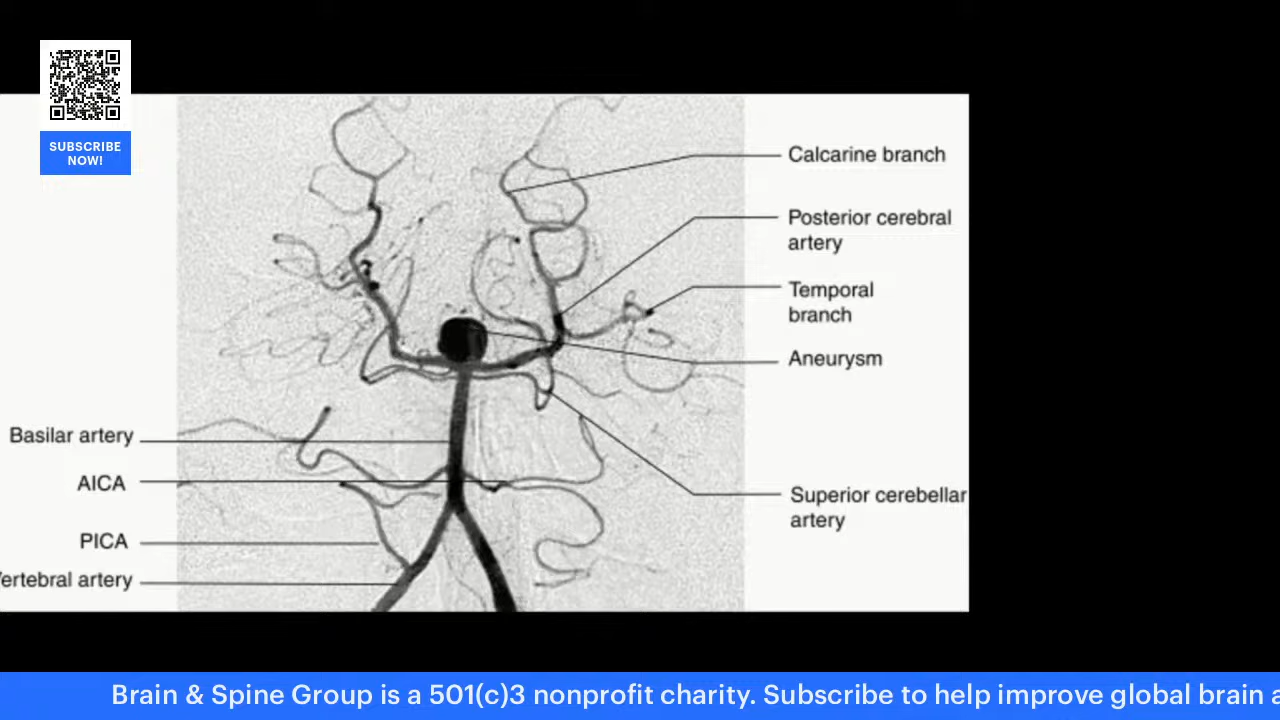 SUBSCRIBE
NOW!
Calcarine branch
Posterior cerebral
artery
Temporal
branch
Aneurysm
Basilar artery
AICA
Superior cerebellar
artery
PICA
ertebral artery
Brain & Spine Group is a 501(c)3 nonprofit charity. Subscribe to help improve global brain a